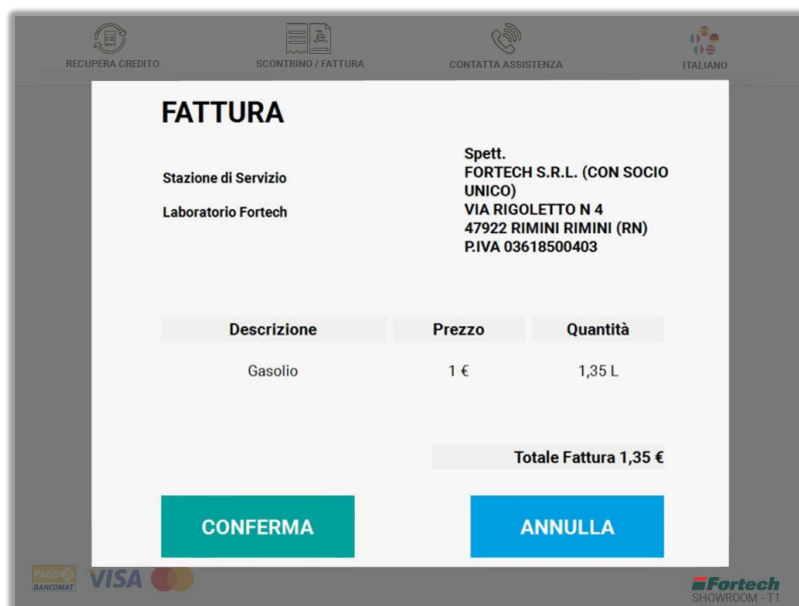 RECUPERA CREDITO
SCONTRINO / FATTURA
CONTATTA ASSISTENZA
ITALIANO
FATTURA
Stazione di Servizio
Laboratorio Fortech
Spett.
FORTECH S.R.L. (CON SOCIO
UNICO)
VIA RIGOLETTO N 4
47922 RIMINI RIMINI (RN)
P.IVA 03618500403
Descrizione Prezzo Quantità
Gasolio 1 € 1,35 L
Totale Fattura 1,35 €
CONFERMA
ANNULLA
PAGO
BANCOMAT
VISA
Fortech
SHOWROOM - T1